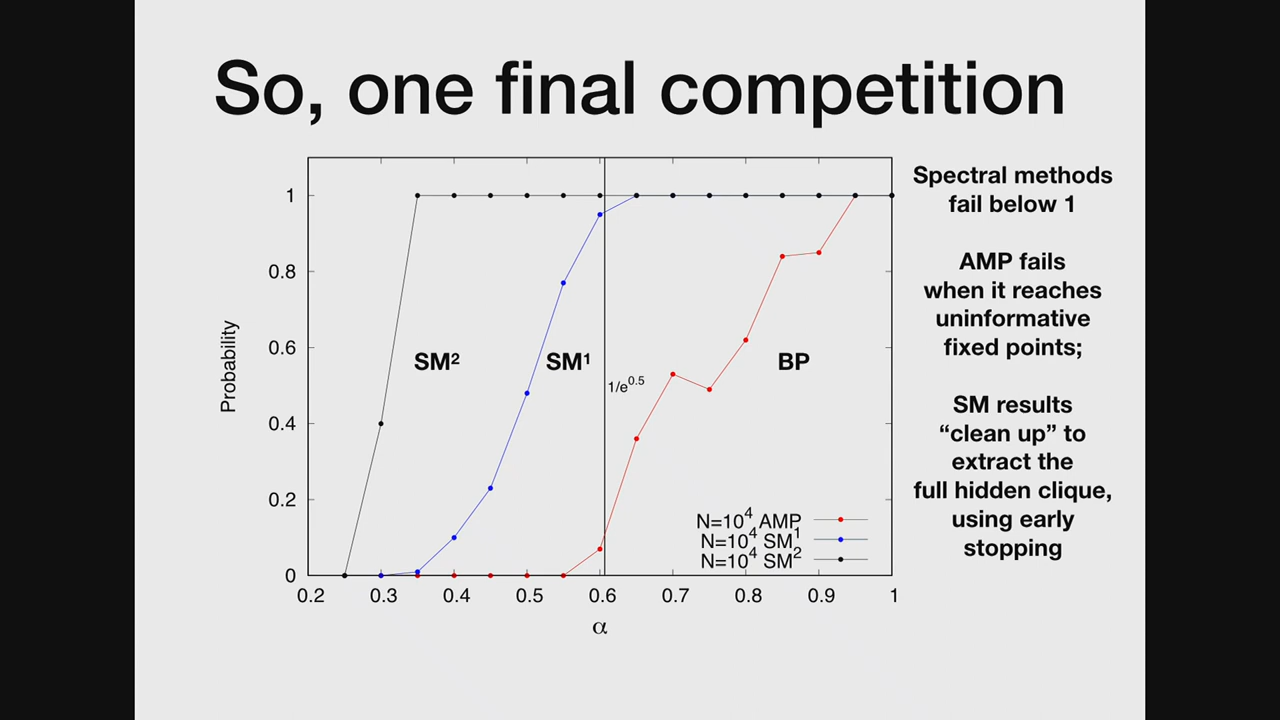 So, one final competition
Spectral methods
fail below 1
AMP fails
when it reaches
uninformative
fixed points;
SM results
“clean up” to
extract the
full hidden clique,
using early
stopping
Probability
1
0.8
0.6
0.4
0.2
0
SM²
SM¹
1/e^0.5
BP
N=10^4 AMP
N=10^4 SM^1
N=10^4 SM^2
0.2 0.3 0.4 0.5 0.6 0.7 0.8 0.9 1
α